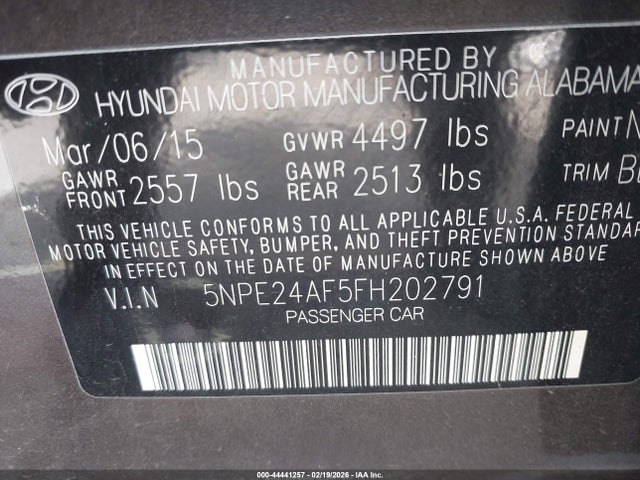 MANUFACTURED BY
HYUNDAI MOTOR MANUFACTURING ALABAMA
Mar/06/15 GVWR 4497 lbs PAINT
GAWR FRONT 2557 lbs GAWR REAR 2513 lbs TRIM
THIS VEHICLE CONFORMS TO ALL APPLICABLE U.S.A. FEDERAL
MOTOR VEHICLE SAFETY, BUMPER, AND THEFT PREVENTION STANDAR
IN EFFECT ON THE DATE OF MANUFACTURE SHOWN ABOVE.
V.I.N 5NPE24AF5FH202791
PASSENGER CAR
000-44441257 - 02/19/2026 - IAA Inc.